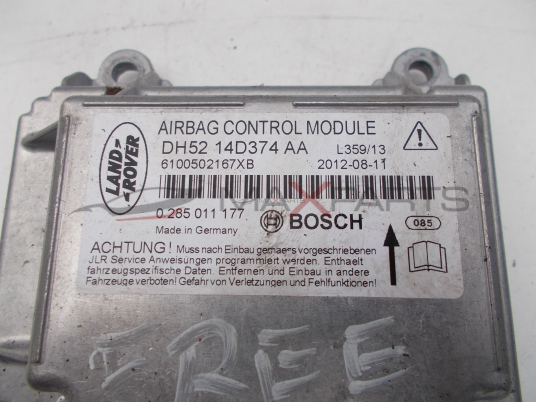 LAND-
ROVER
AIRBAG CONTROL MODULE
DH52 14D374 AA L359/13
6100502167XB 2012-08-11
0 285 011 177 BOSCH
Made in Germany
085
MAXPARTS
ACHTUNG! Muss nach Einbau gemaess vorgeschriebenen
JLR Service Anweisungen programmiert werden. Enthaelt
fahrzeugspezifische Daten. Entfernen und Einbau in andere
Fahrzeuge verboten! Gefahr von Verletzungen und Fehlfunktionen!
FREE